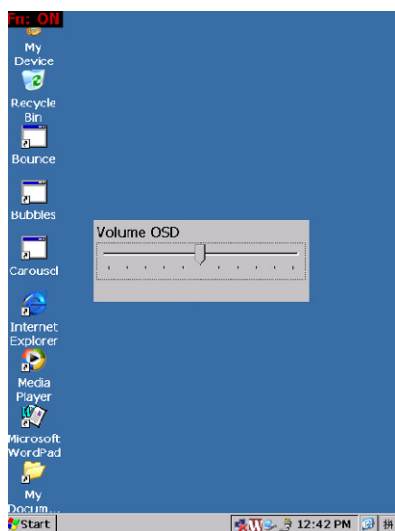 Fn: ON
My
Device
Recycle
Bin
Bounce
Bubbles
Carousel
Internet
Explorer
Media
Player
Microsoft
WordPad
My
Docum...
Volume OSD
Start
12:42 PM
拼